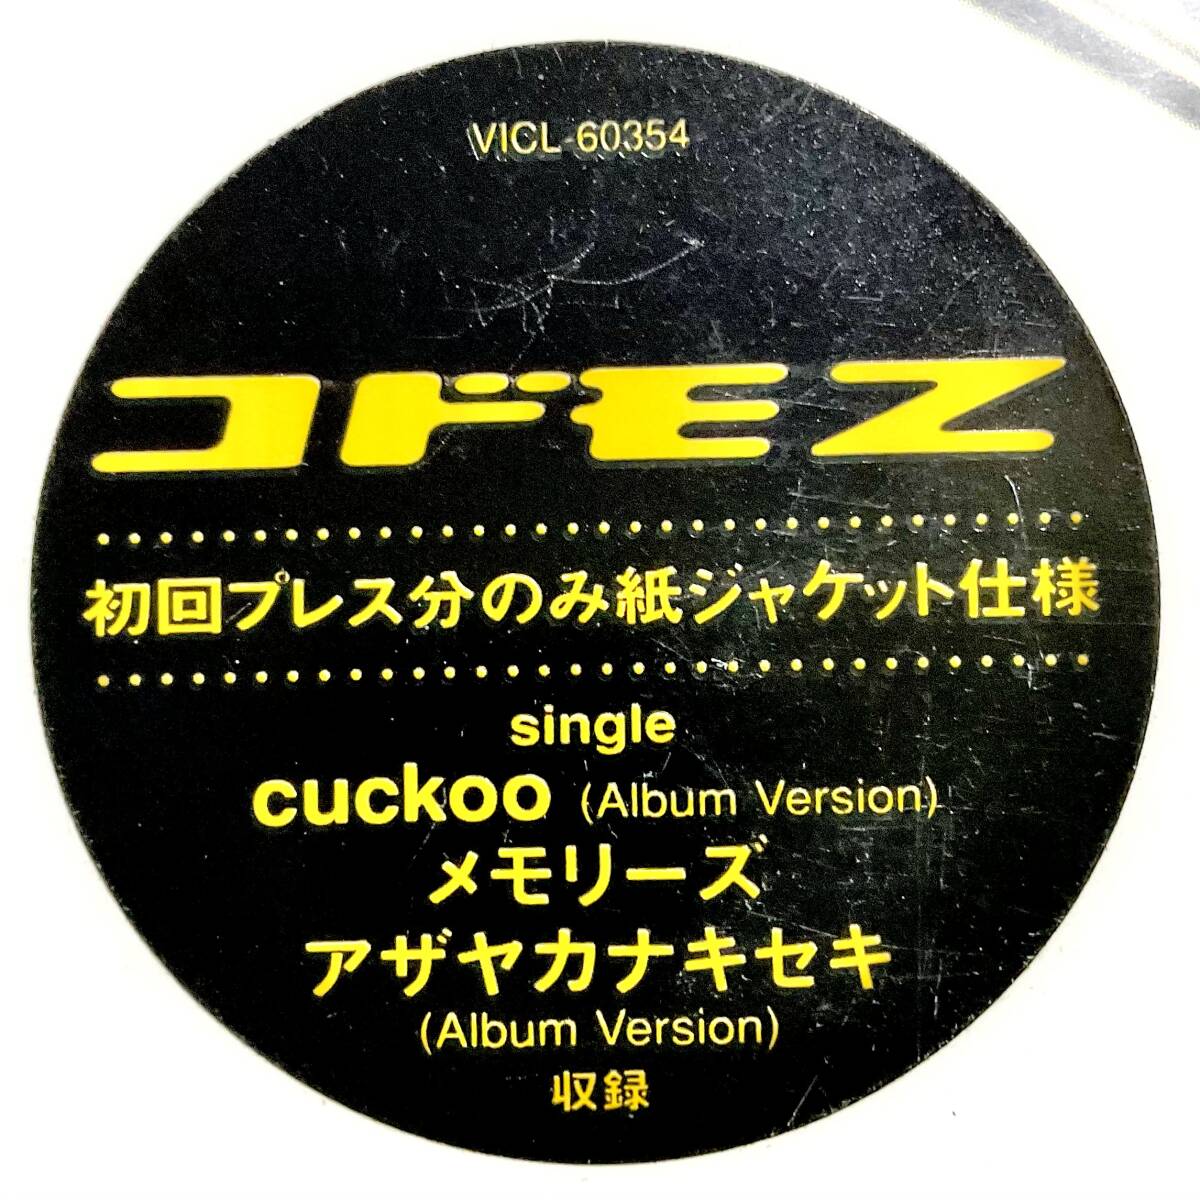 VICL-60354
コドモZ
初回プレス分のみ紙ジャケット仕様
single
cuckoo (Album Version)
メモリーズ
アザヤカナキセキ
(Album Version)
収録